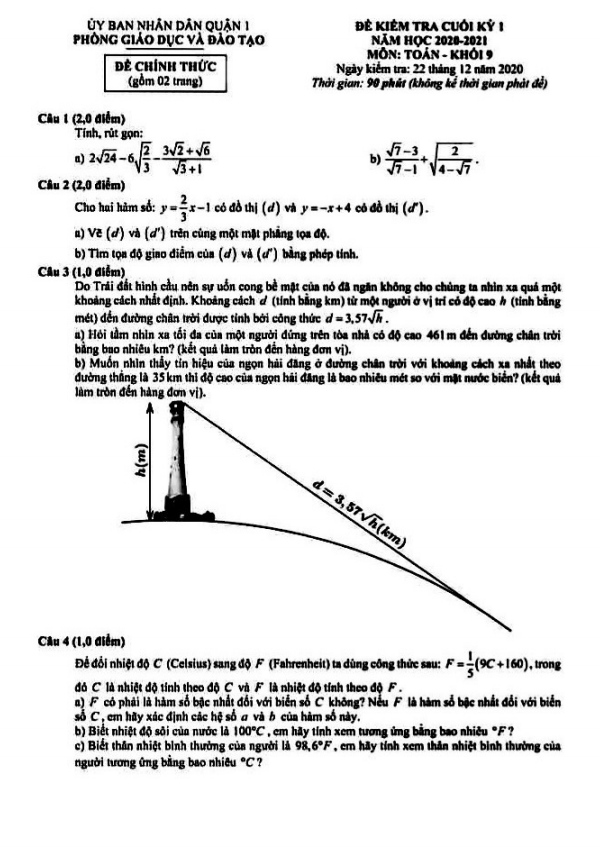 ỦY BAN NHÂN DÂN QUẬN 1
PHÒNG GIÁO DỤC VÀ ĐÀO TẠO
ĐỀ CHÍNH THỨC
(gồm 02 trang)
ĐỀ KIỂM TRA CUỐI KỲ 1
NĂM HỌC 2020-2021
MÔN: TOÁN - KHỐI 9
Ngày kiểm tra: 22 tháng 12 năm 2020
Thời gian: 90 phút (không kể thời gian phát đề)
Câu 1 (2,0 điểm)
Tính, rút gọn:
a) 2√24 − 6√(2/3) − (3√2 + √6)/(√3 + 1)
b) (√7 − 3)/(√7 − 1) + √(2/(4 − √7)).
Câu 2 (2,0 điểm)
Cho hai hàm số: y = 2/3 x − 1 có đồ thị (d) và y = −x + 4 có đồ thị (d').
a) Vẽ (d) và (d') trên cùng một mặt phẳng tọa độ.
b) Tìm tọa độ giao điểm của (d) và (d') bằng phép tính.
Câu 3 (1,0 điểm)
Do Trái đất hình cầu nên sự uốn cong bề mặt của nó đã ngăn không cho chúng ta nhìn xa quá một
khoảng cách nhất định. Khoảng cách d (tính bằng km) từ một người ở vị trí có độ cao h (tính bằng
mét) đến đường chân trời được tính bởi công thức d = 3,57√h.
a) Hỏi tầm nhìn xa tối đa của một người đứng trên tòa nhà có độ cao 461m đến đường chân trời
bằng bao nhiêu km? (kết quả làm tròn đến hàng đơn vị).
b) Muốn nhìn thấy tín hiệu của ngọn hải đăng ở đường chân trời với khoảng cách xa nhất theo
đường thẳng là 35 km thì độ cao của ngọn hải đăng là bao nhiêu mét so với mặt nước biển? (kết quả
làm tròn đến hàng đơn vị).
h(m)
d = 3,57√h(km)
Câu 4 (1,0 điểm)
Để đổi nhiệt độ C (Celsius) sang độ F (Fahrenheit) ta dùng công thức sau: F = 1/5(9C + 160), trong
đó C là nhiệt độ tính theo độ C và F là nhiệt độ tính theo độ F.
a) F có phải là hàm số bậc nhất đối với biến số C không? Nếu F là hàm số bậc nhất đối với biến
số C, em hãy xác định các hệ số a và b của hàm số này.
b) Biết nhiệt độ sôi của nước là 100°C, em hãy tính xem tương ứng bằng bao nhiêu °F?
c) Biết thân nhiệt bình thường của người là 98,6°F, em hãy tính xem thân nhiệt bình thường của
người tương ứng bằng bao nhiêu °C?